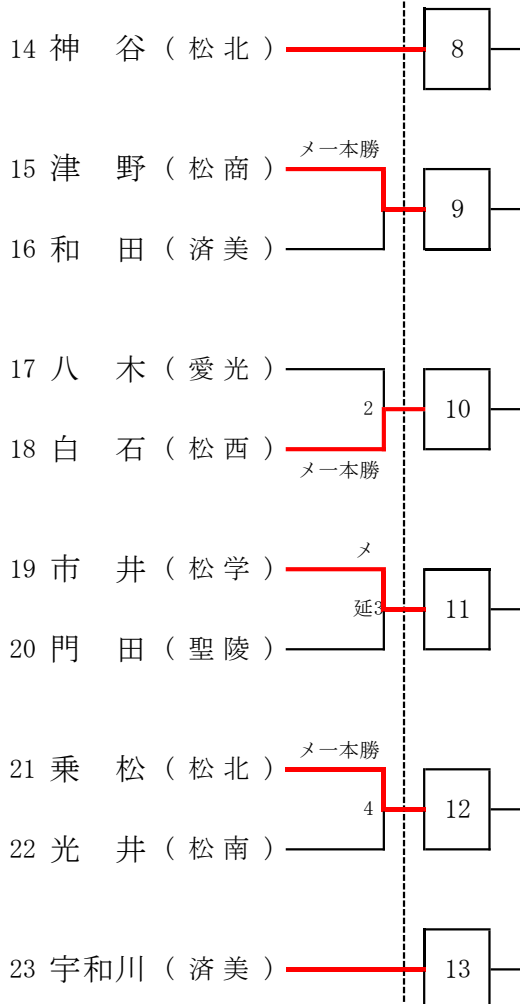 14 神 谷 ( 松 北 ) 8
メ一本勝
15 津 野 ( 松 商 )
9
16 和 田 ( 済 美 )
17 八 木 ( 愛 光 )
2 10
18 白 石 ( 松 西 )
メ一本勝
メ
19 市 井 ( 松 学 )
延3 11
20 門 田 ( 聖 陵 )
メ一本勝
21 乗 松 ( 松 北 )
4 12
22 光 井 ( 松 南 )
23 宇和川 ( 済 美 ) 13